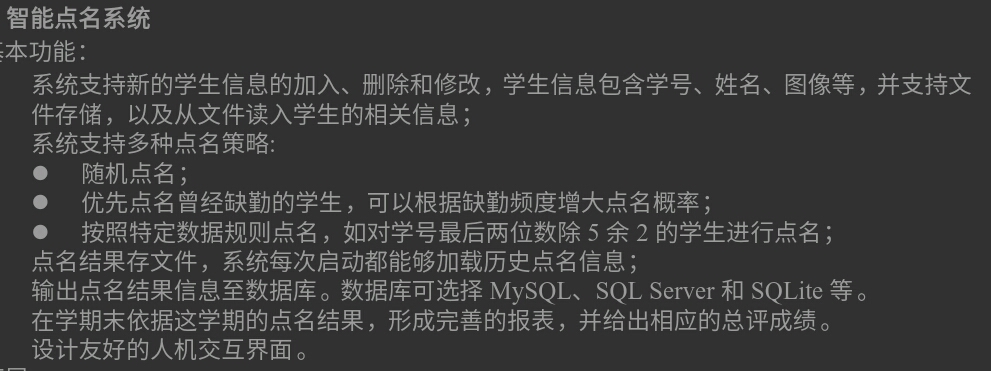 智能点名系统
基本功能：
系统支持新的学生信息的加入、删除和修改，学生信息包含学号、姓名、图像等，并支持文
件存储，以及从文件读入学生的相关信息；
系统支持多种点名策略:
● 随机点名；
● 优先点名曾经缺勤的学生，可以根据缺勤频度增大点名概率；
● 按照特定数据规则点名，如对学号最后两位数除 5 余 2 的学生进行点名；
点名结果存文件，系统每次启动都能够加载历史点名信息；
输出点名结果信息至数据库。数据库可选择 MySQL、SQL Server 和 SQLite 等。
在学期末依据这学期的点名结果，形成完善的报表，并给出相应的总评成绩。
设计友好的人机交互界面。